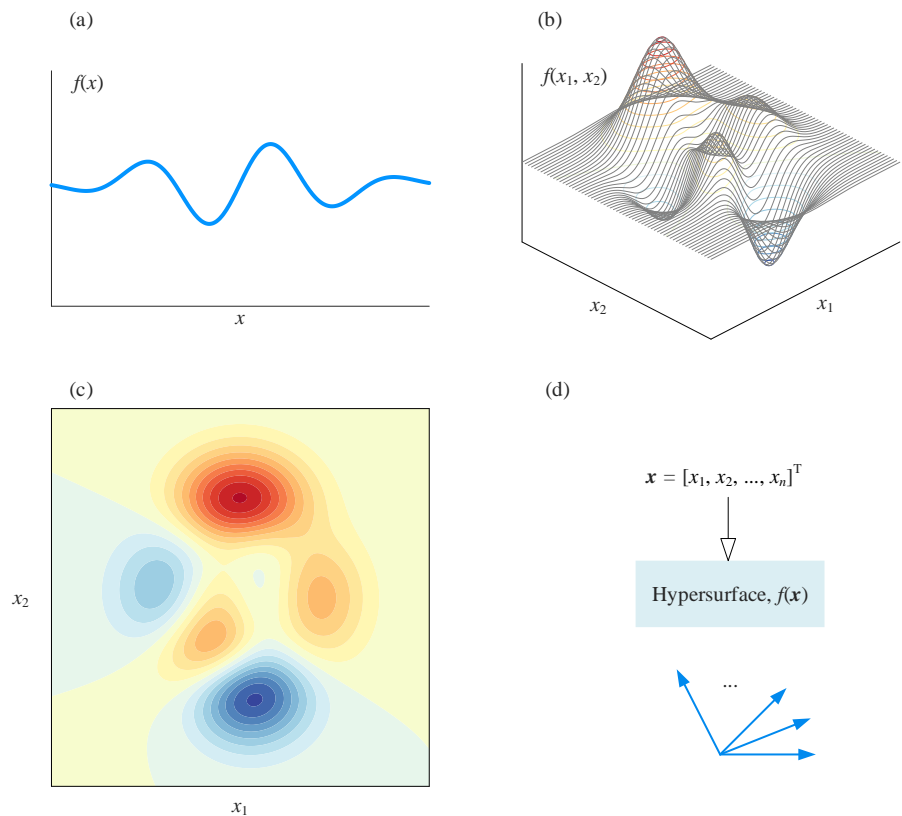 (a)
f(x)
x
(b)
f(x₁, x₂)
x₂
x₁
(c)
x₂
x₁
(d)
x = [x₁, x₂, ..., xₙ]ᵀ
Hypersurface, f(x)
...